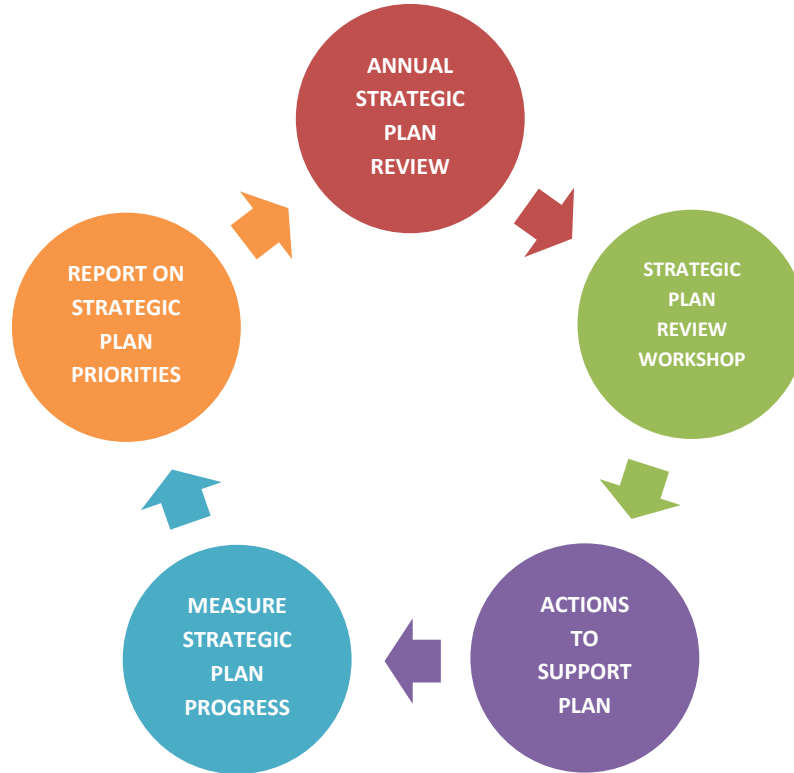 ANNUAL
STRATEGIC
PLAN
REVIEW
STRATEGIC
PLAN
REVIEW
WORKSHOP
ACTIONS
TO
SUPPORT
PLAN
MEASURE
STRATEGIC
PLAN
PROGRESS
REPORT ON
STRATEGIC
PLAN
PRIORITIES